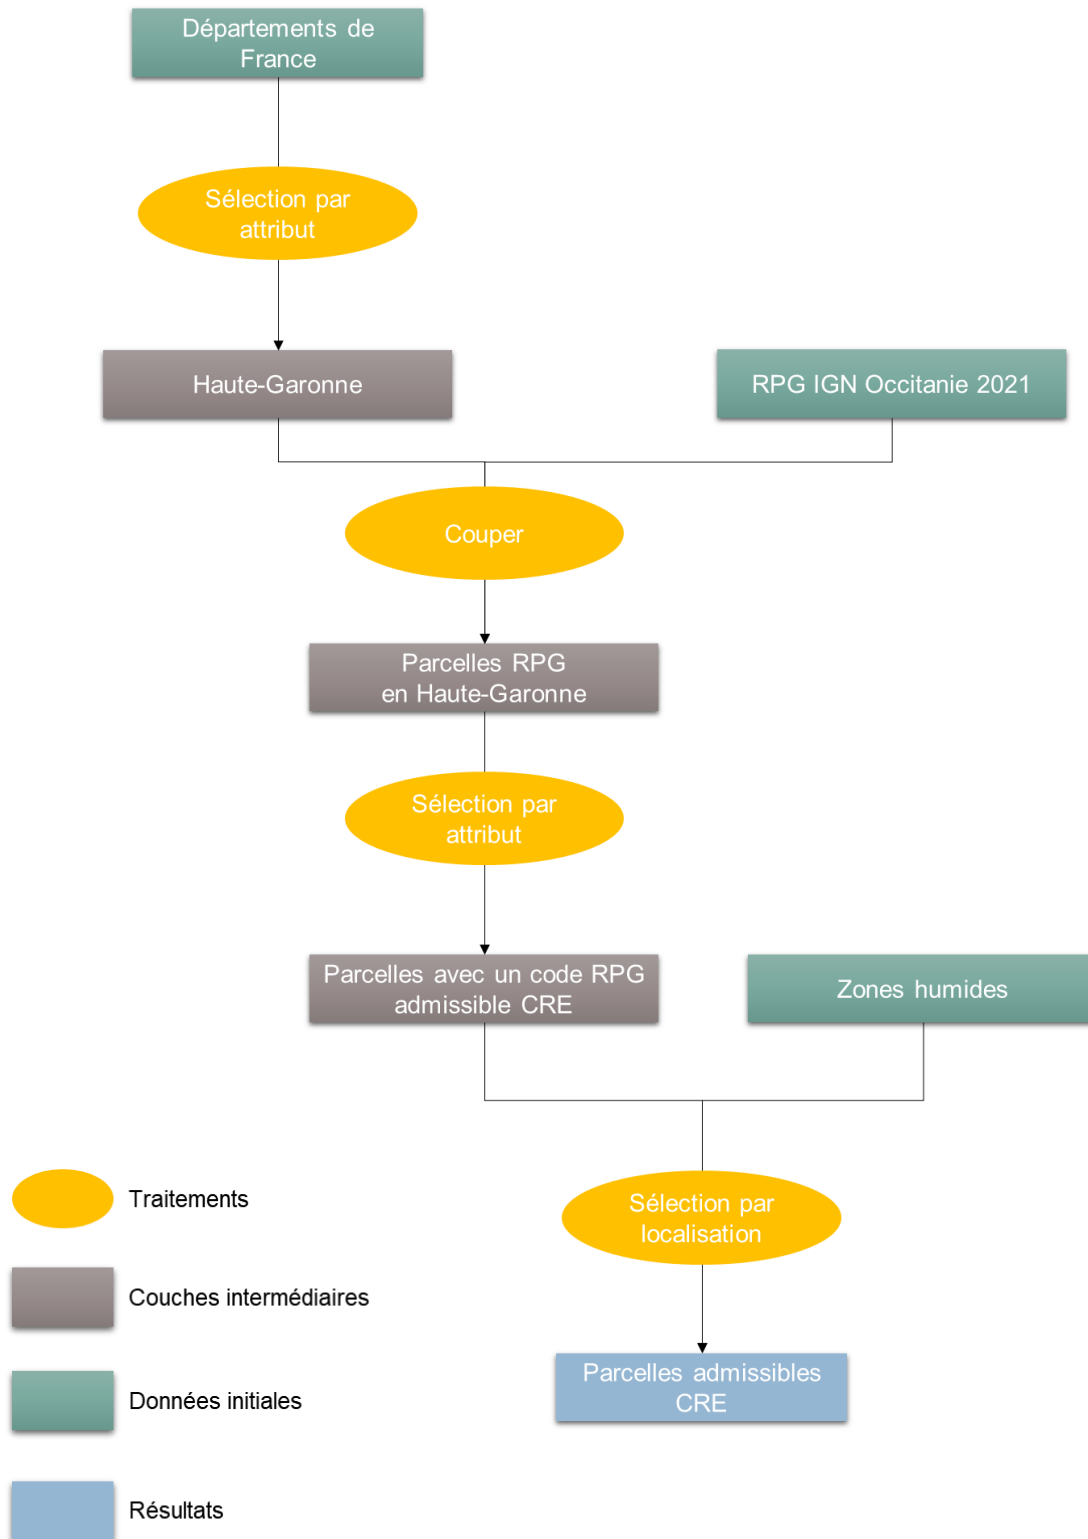 Départements de
France
Sélection par
attribut
Haute-Garonne
RPG IGN Occitanie 2021
Couper
Parcelles RPG
en Haute-Garonne
Sélection par
attribut
Parcelles avec un code RPG
admissible CRE
Zones humides
Sélection par
localisation
Parcelles admissibles
CRE
Traitements
Couches intermédiaires
Données initiales
Résultats